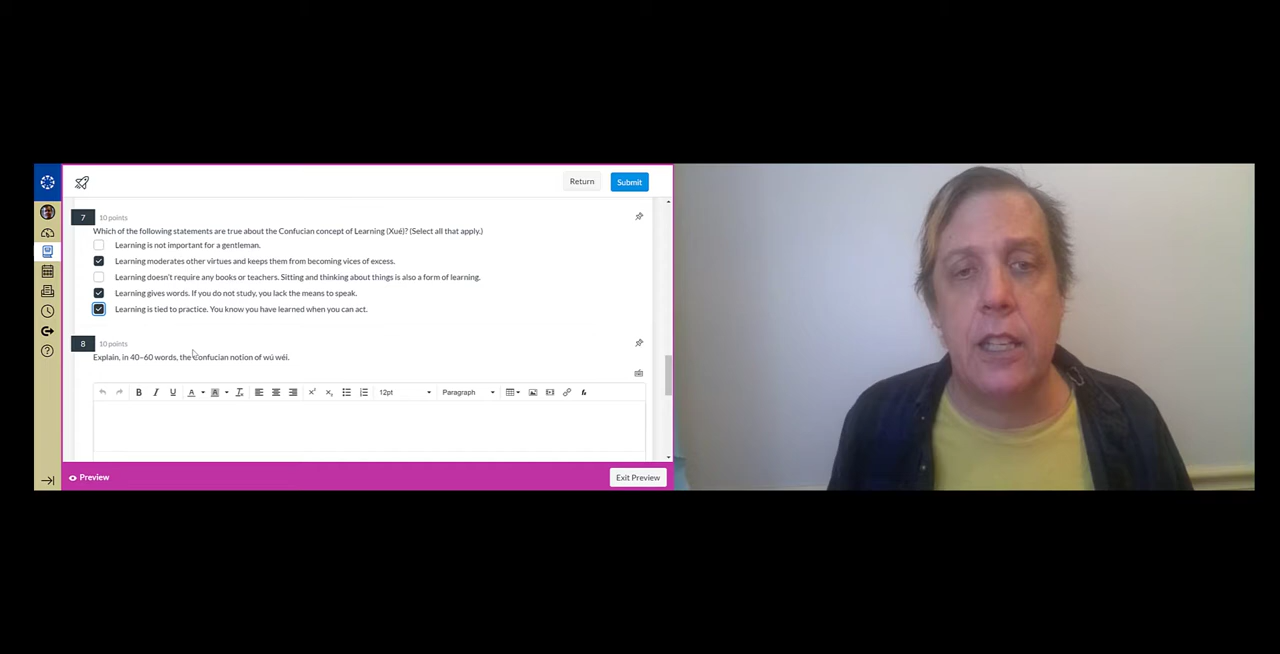 Return
Submit
7
10 points
Which of the following statements are true about the Confucian concept of Learning (Xué)? (Select all that apply.)
Learning is not important for a gentleman.
Learning moderates other virtues and keeps them from becoming vices of excess.
Learning doesn't require any books or teachers. Sitting and thinking about things is also a form of learning.
Learning gives words. If you do not study, you lack the means to speak.
Learning is tied to practice. You know you have learned when you can act.
8
10 points
Explain, in 40–60 words, the Confucian notion of wú wéi.
B I U A A 12pt Paragraph
Preview
Exit Preview